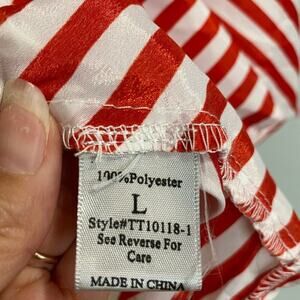 100%Polyester
L
Style#TT10118-1
See Reverse For
Care
MADE IN CHINA